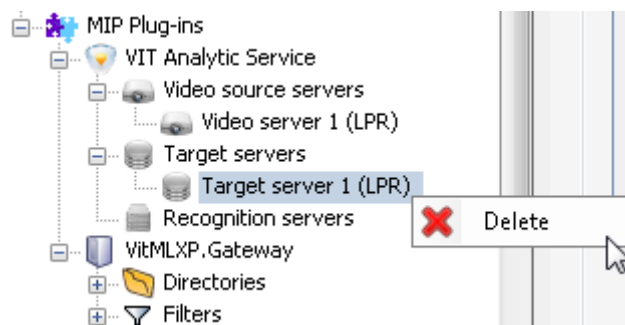 MIP Plug-ins
VIT Analytic Service
Video source servers
Video server 1 (LPR)
Target servers
Target server 1 (LPR)
Delete
Recognition servers
VitMLXP.Gateway
Directories
Filters